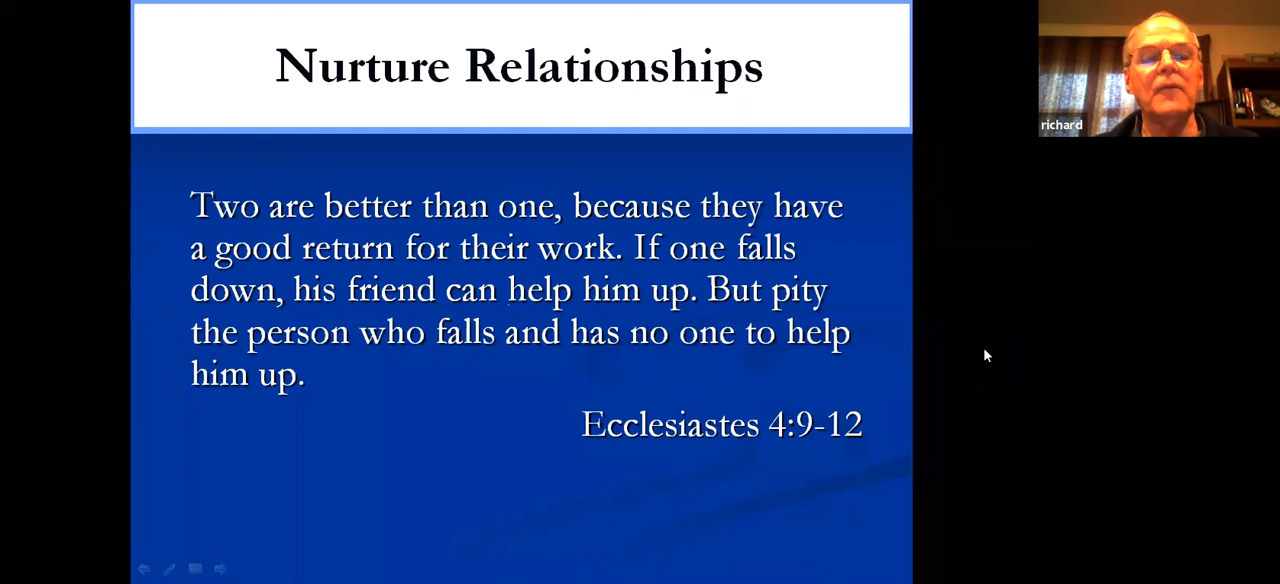 Nurture Relationships
richard
Two are better than one, because they have
a good return for their work. If one falls
down, his friend can help him up. But pity
the person who falls and has no one to help
him up.
Ecclesiastes 4:9-12